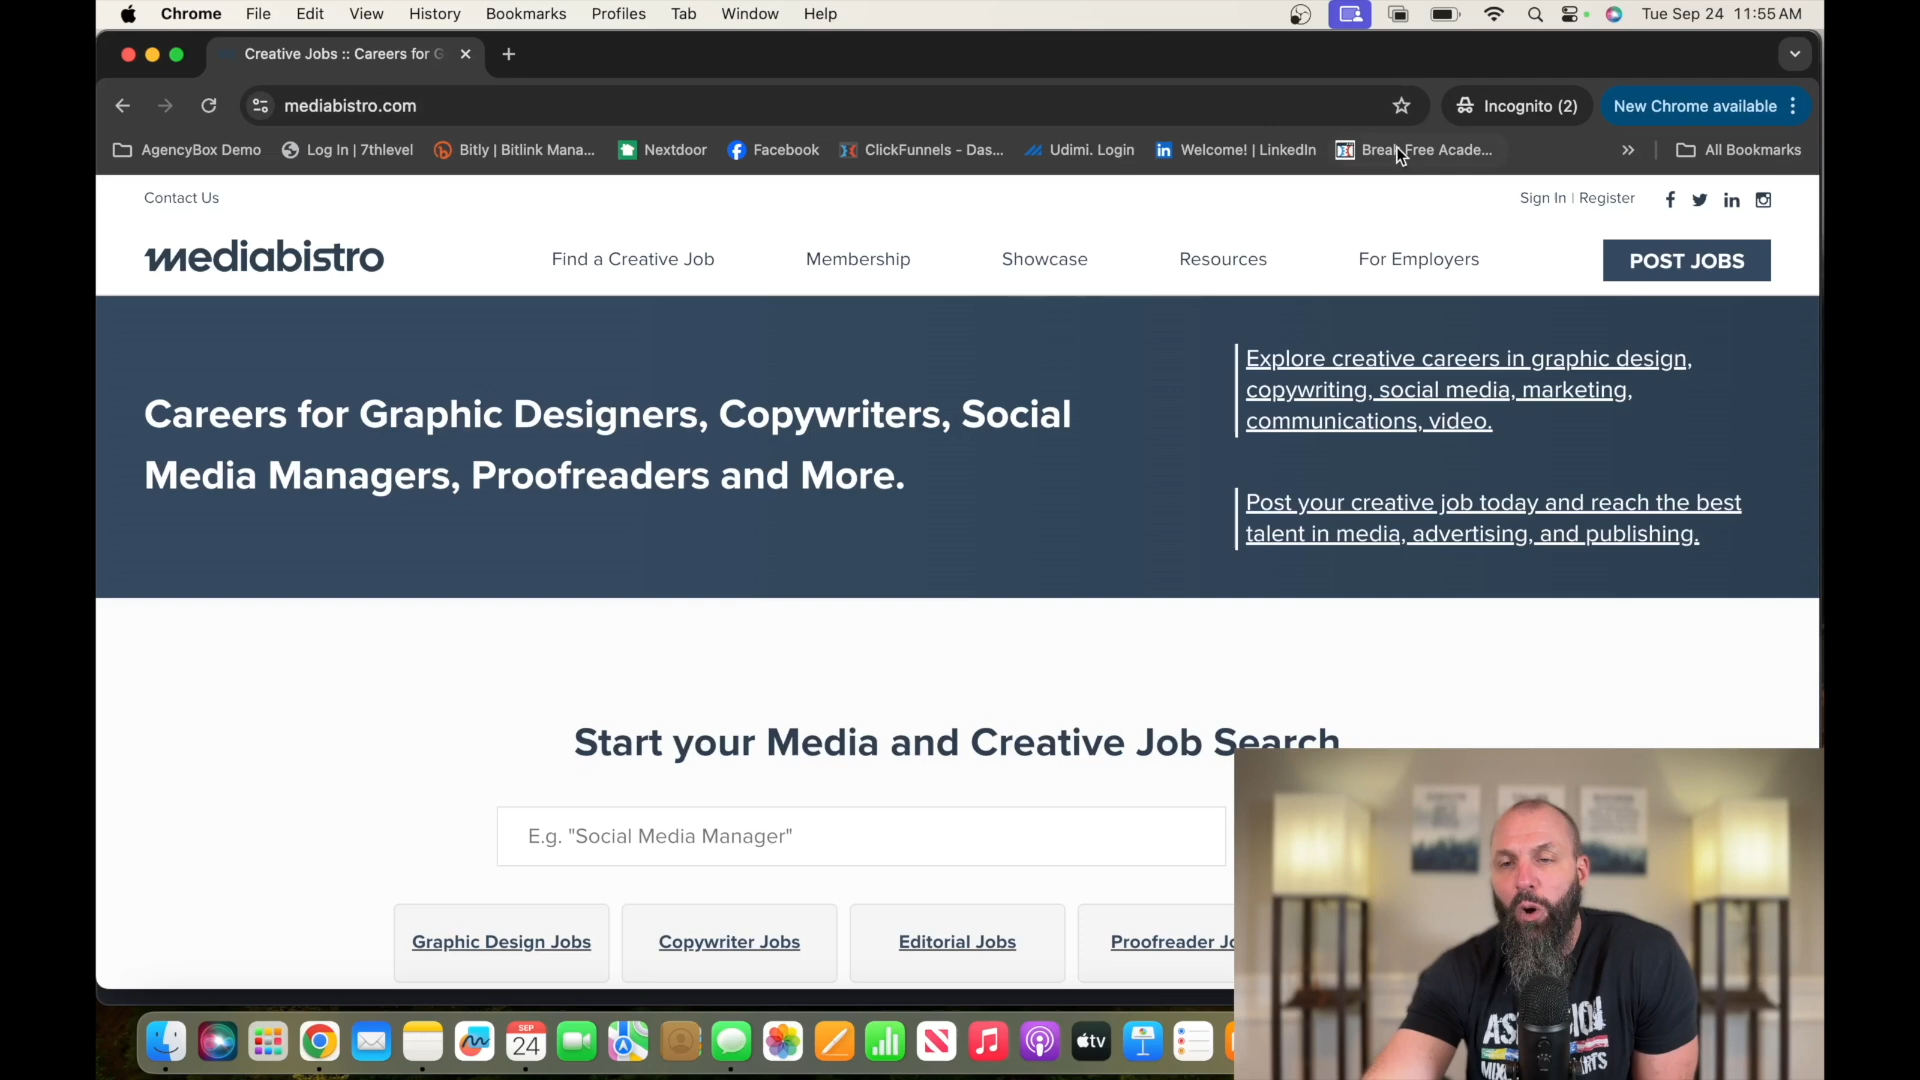 Chrome File Edit View History Bookmarks Profiles Tab Window Help Tue Sep 24 11:55 AM
Creative Jobs :: Careers for G
mediabistro.com Incognito (2) New Chrome available
AgencyBox Demo Log In | 7thlevel Bitly | Bitlink Mana... Nextdoor Facebook ClickFunnels - Das... Udimi. Login Welcome! | LinkedIn Break Free Acade... All Bookmarks
Contact Us Sign In | Register
mediabistro Find a Creative Job Membership Showcase Resources For Employers POST JOBS
Careers for Graphic Designers, Copywriters, Social
Media Managers, Proofreaders and More.
Explore creative careers in graphic design,
copywriting, social media, marketing,
communications, video.
Post your creative job today and reach the best
talent in media, advertising, and publishing.
Start your Media and Creative Job Search
E.g. "Social Media Manager"
Graphic Design Jobs Copywriter Jobs Editorial Jobs Proofreader Jo
SEP
24
tv